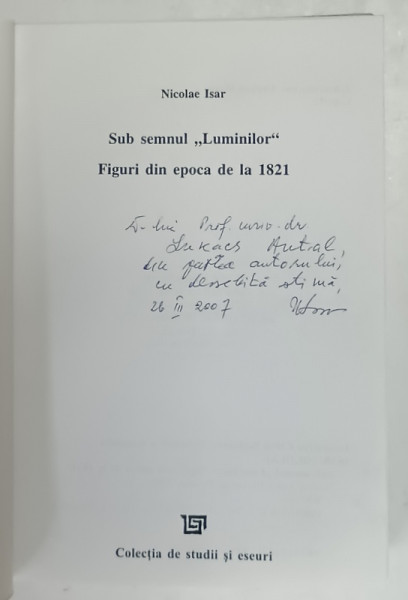 Nicolae Isar
Sub semnul „Luminilor“
Figuri din epoca de la 1821
D-lui Prof. univ. dr
Lukacs Antal,
din partea autorului,
cu deosebită stimă,
26 III 2007
Colecția de studii și eseuri